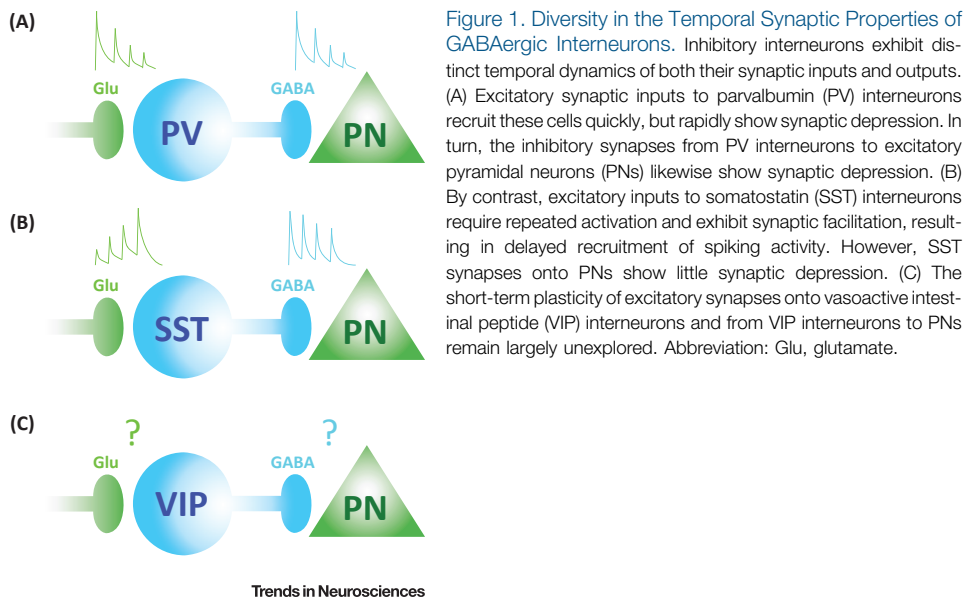 (A)
Glu
PV
GABA
PN
(B)
Glu
SST
GABA
PN
(C)
?
?
Glu
VIP
GABA
PN
Trends in Neurosciences
Figure 1. Diversity in the Temporal Synaptic Properties of
GABAergic Interneurons. Inhibitory interneurons exhibit dis-
tinct temporal dynamics of both their synaptic inputs and outputs.
(A) Excitatory synaptic inputs to parvalbumin (PV) interneurons
recruit these cells quickly, but rapidly show synaptic depression. In
turn, the inhibitory synapses from PV interneurons to excitatory
pyramidal neurons (PNs) likewise show synaptic depression. (B)
By contrast, excitatory inputs to somatostatin (SST) interneurons
require repeated activation and exhibit synaptic facilitation, result-
ing in delayed recruitment of spiking activity. However, SST
synapses onto PNs show little synaptic depression. (C) The
short-term plasticity of excitatory synapses onto vasoactive intest-
inal peptide (VIP) interneurons and from VIP interneurons to PNs
remain largely unexplored. Abbreviation: Glu, glutamate.